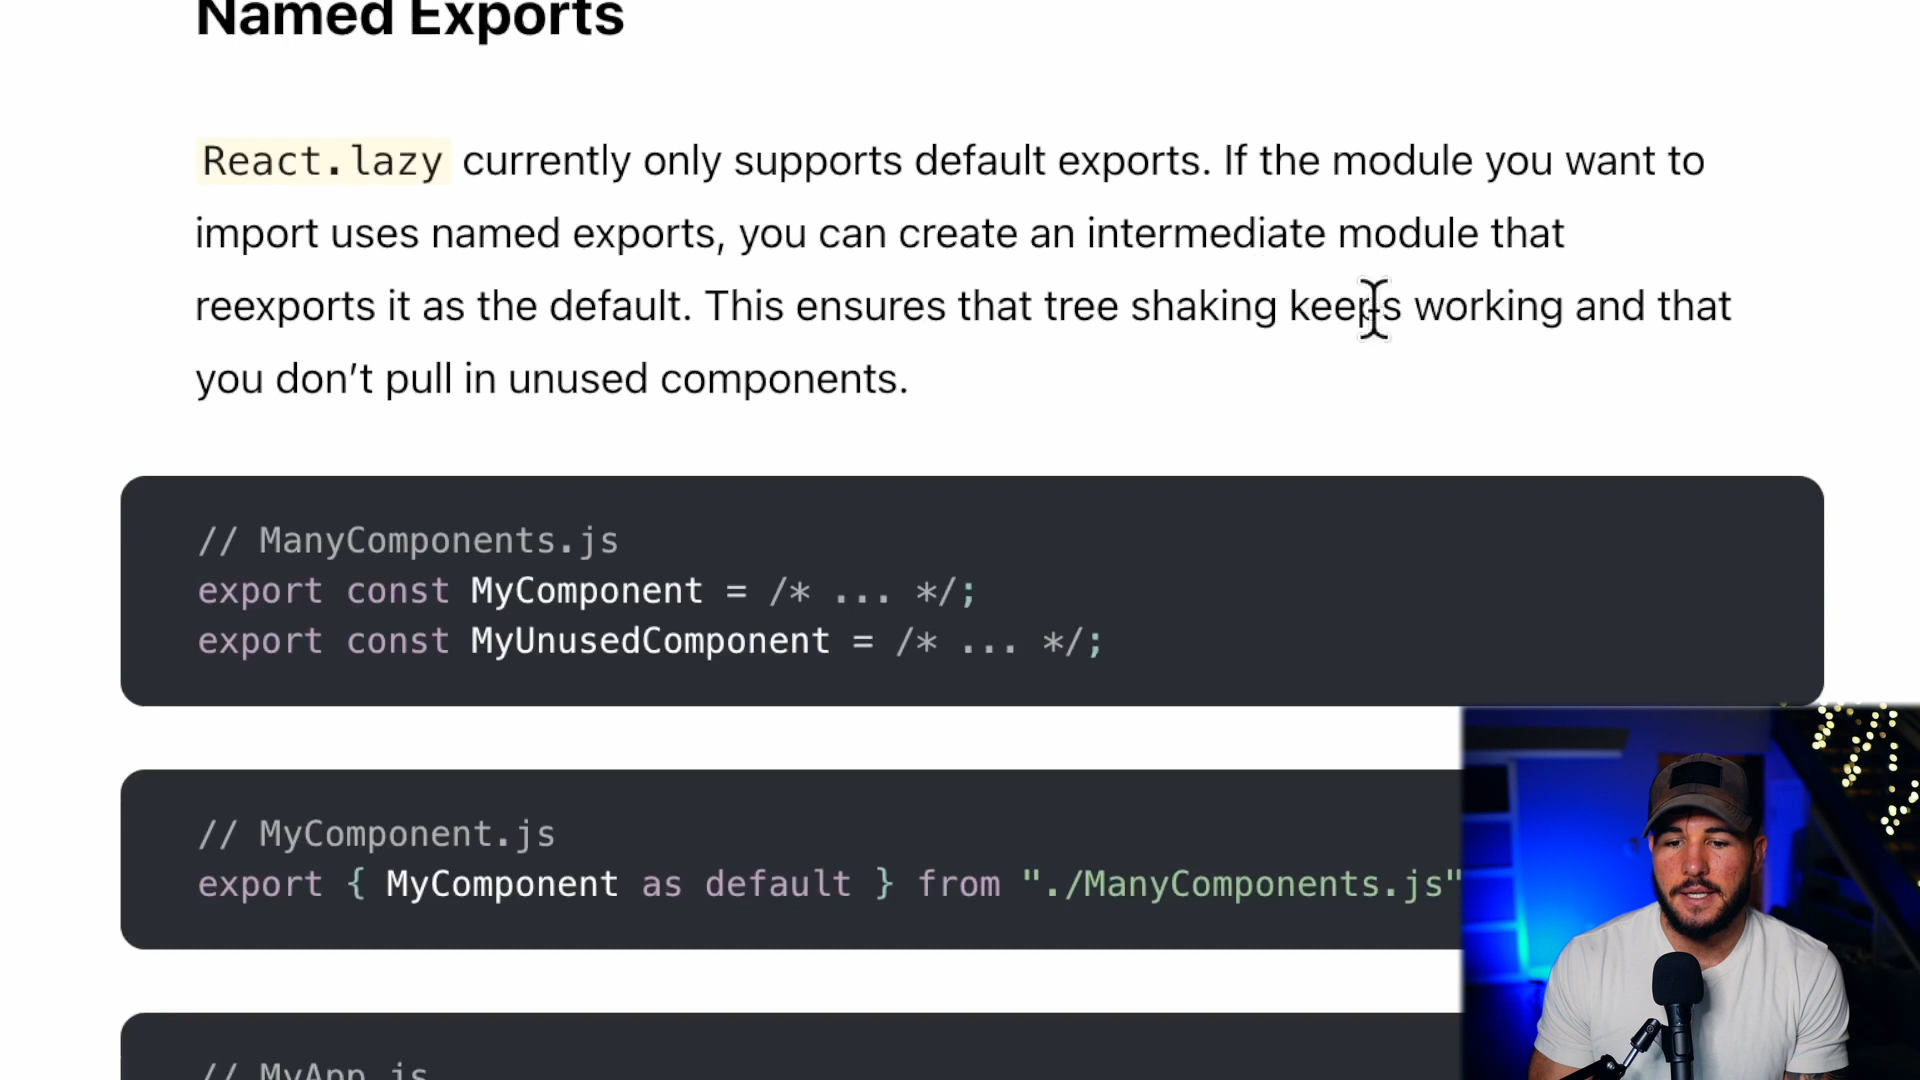 Named Exports
React.lazy currently only supports default exports. If the module you want to
import uses named exports, you can create an intermediate module that
reexports it as the default. This ensures that tree shaking keeps working and that
you don’t pull in unused components.
// ManyComponents.js
export const MyComponent = /* ... */;
export const MyUnusedComponent = /* ... */;
// MyComponent.js
export { MyComponent as default } from "./ManyComponents.js"
// MyApp.js